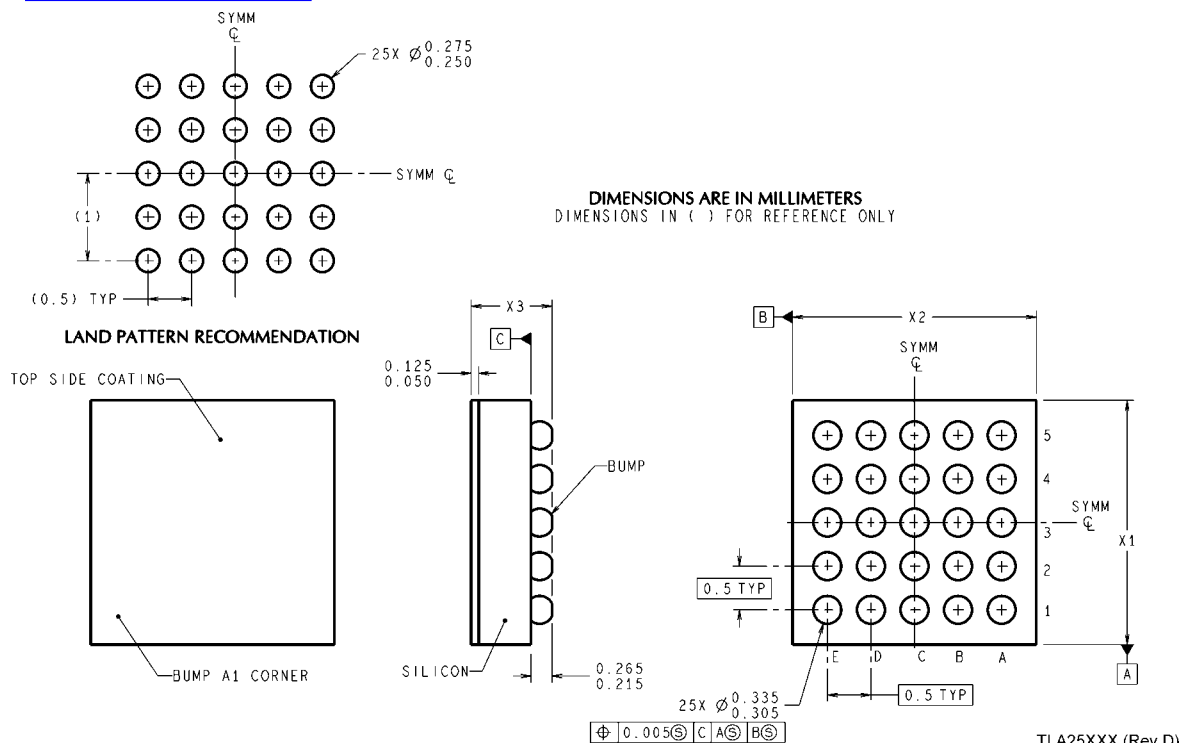 SYMM
℄
25X Ø 0.275
0.250
SYMM ℄
(1)
(0.5) TYP
DIMENSIONS ARE IN MILLIMETERS
DIMENSIONS IN ( ) FOR REFERENCE ONLY
LAND PATTERN RECOMMENDATION
TOP SIDE COATING
BUMP A1 CORNER
X3
C
0.125
0.050
BUMP
SILICON
0.265
0.215
B
X2
SYMM
℄
5
4
3
2
1
SYMM
℄
X1
0.5 TYP
E D C B A
A
0.5 TYP
25X Ø 0.335
0.305
⌖ 0.005Ⓢ C AⓈ BⓈ
TLA25XXX (Rev D)